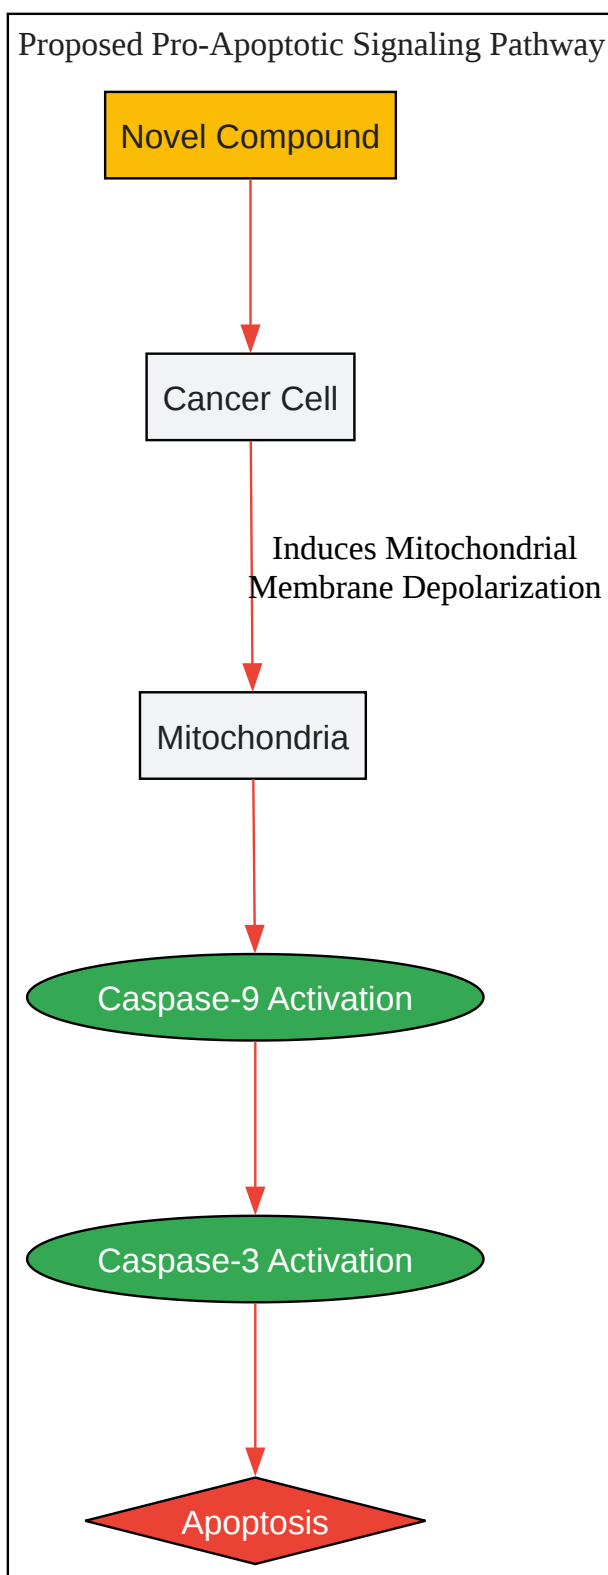 Proposed Pro-Apoptotic Signaling Pathway
Novel Compound
Cancer Cell
Induces Mitochondrial
Membrane Depolarization
Mitochondria
Caspase-9 Activation
Caspase-3 Activation
Apoptosis